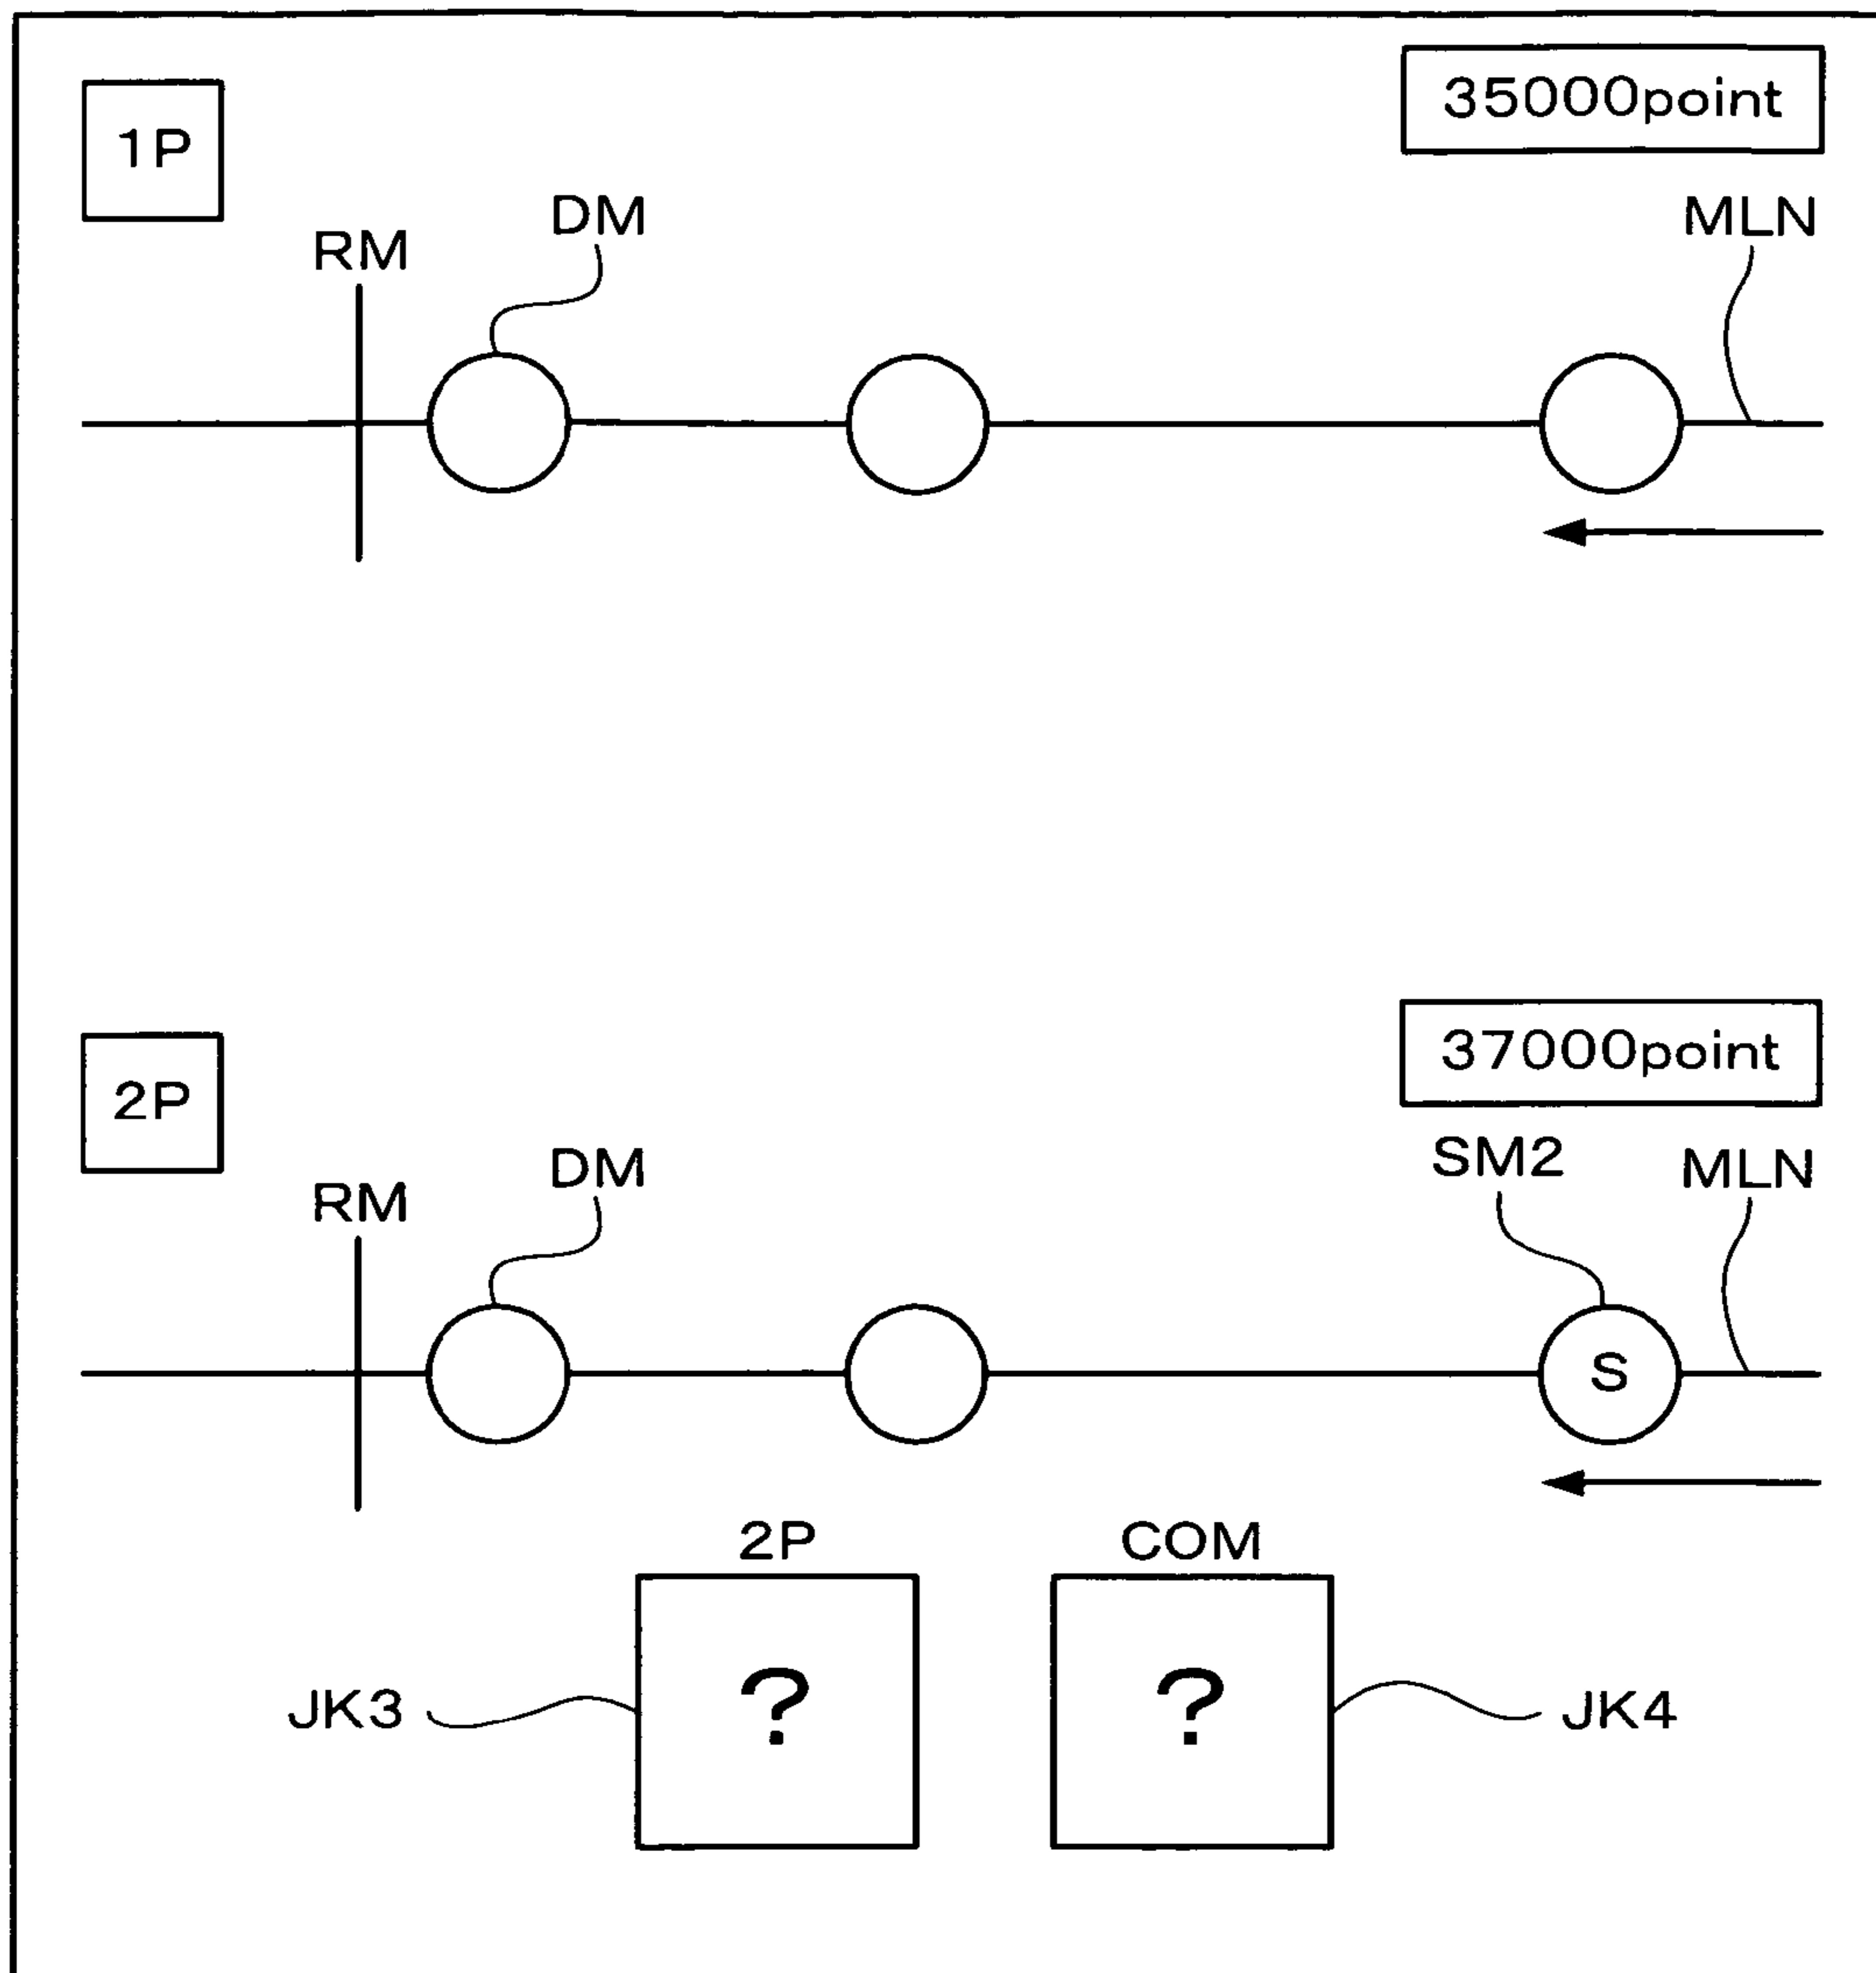 35000point
1P
DM
MLN
RM
37000point
2P
SM2
DM
MLN
RM
S
2P
COM
?
?
JK3
JK4